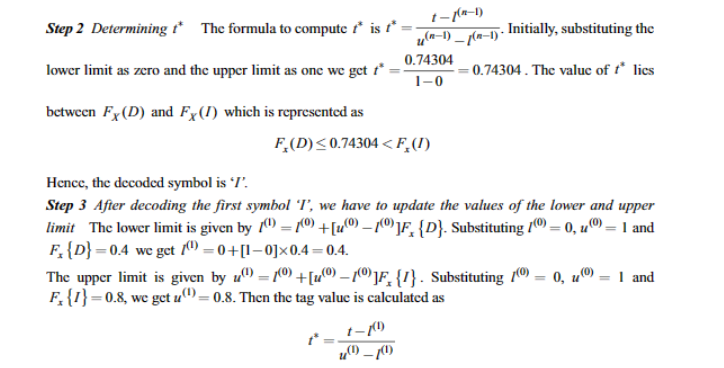 Step 2 Determining t* The formula to compute t* is t* = (t − l^(n−1)) / (u^(n−1) − l^(n−1)). Initially, substituting the
lower limit as zero and the upper limit as one we get t* = 0.74304 / (1−0) = 0.74304. The value of t* lies
between F_X(D) and F_X(I) which is represented as
F_x(D) ≤ 0.74304 < F_x(I)
Hence, the decoded symbol is ‘I’.
Step 3 After decoding the first symbol ‘I’, we have to update the values of the lower and upper
limit The lower limit is given by l^(1) = l^(0) + [u^(0) − l^(0)]F_x{D}. Substituting l^(0) = 0, u^(0) = 1 and
F_x{D} = 0.4 we get l^(1) = 0+[1−0]×0.4 = 0.4.
The upper limit is given by u^(1) = l^(0) + [u^(0) − l^(0)]F_x{I}. Substituting l^(0) = 0, u^(0) = 1 and
F_x{I} = 0.8, we get u^(1) = 0.8. Then the tag value is calculated as
t* = (t − l^(1)) / (u^(1) − l^(1))